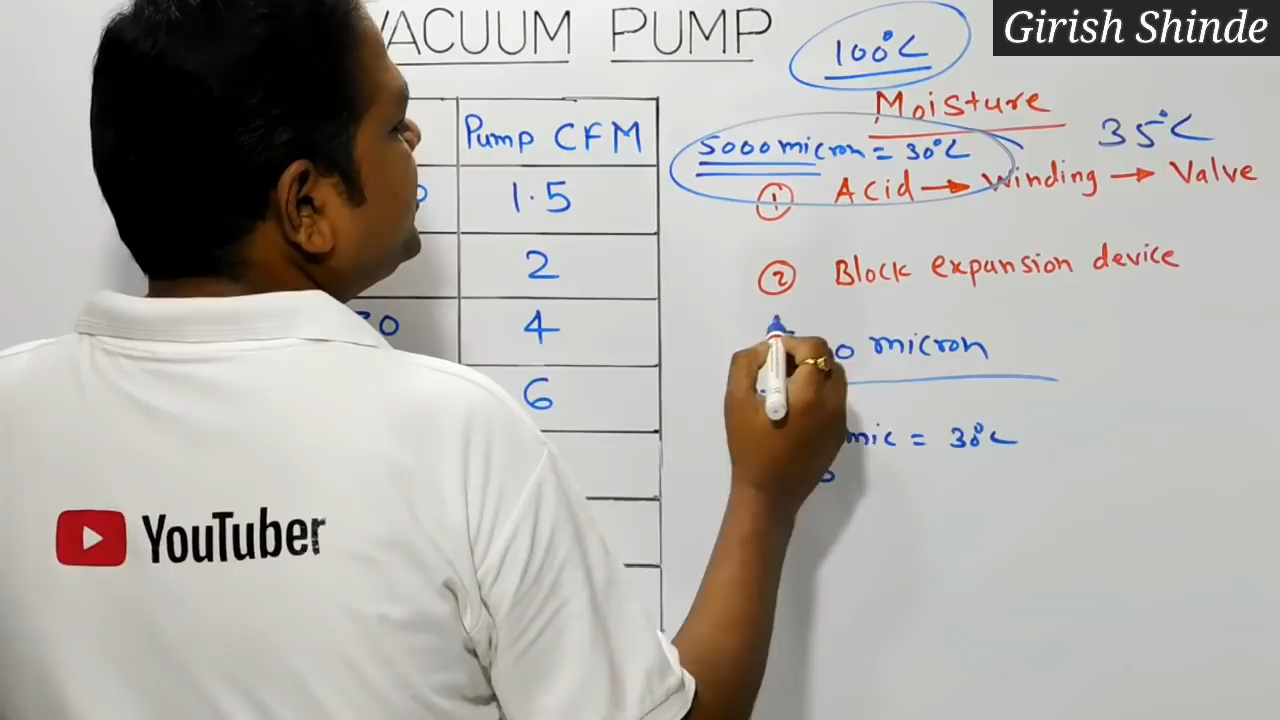 Girish Shinde
VACUUM PUMP
100°C
Moisture
35°C
Pump CFM
5000 micron = 30°C
1.5
① Acid → Winding → Valve
2
② Block expansion device
4
micron
6
mic = 30°C
YouTuber